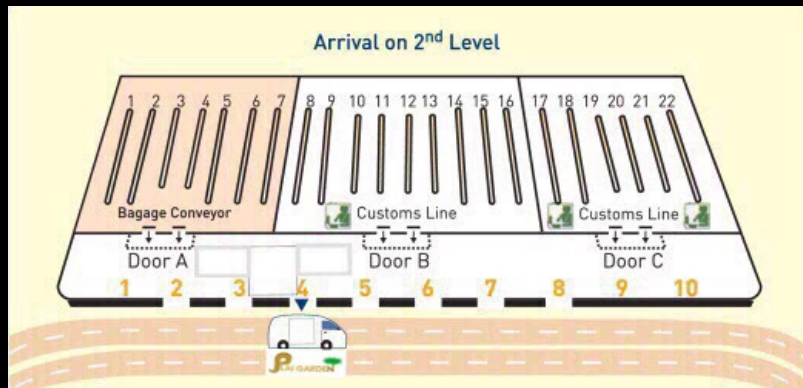 Arrival on 2nd Level
1 2 3 4 5 6 7 8 9 10 11 12 13 14 15 16 17 18 19 20 21 22
Bagage Conveyor
Customs Line
Customs Line
Door A
Door B
Door C
1 2 3 4 5 6 7 8 9 10
PLAI GARDEN